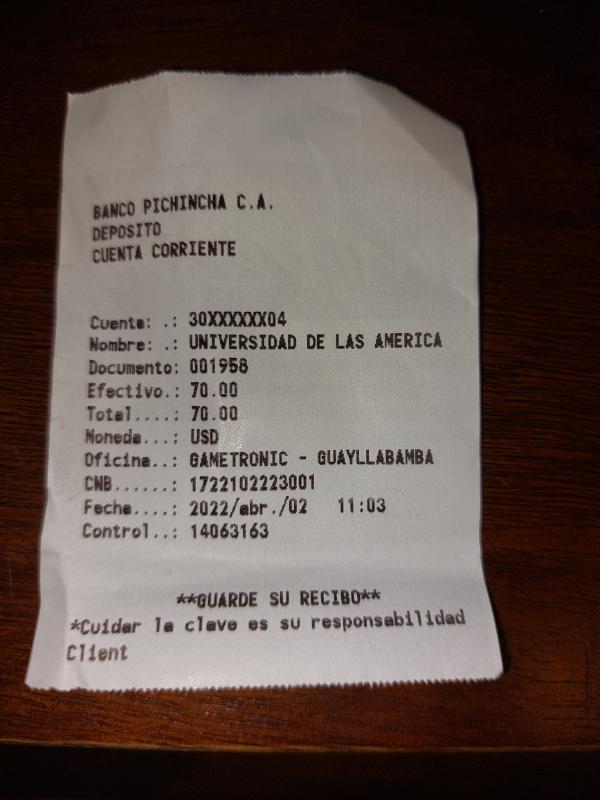 BANCO PICHINCHA C.A.
DEPOSITO
CUENTA CORRIENTE
Cuenta: .: 30XXXXXX04
Nombre: .: UNIVERSIDAD DE LAS AMERICA
Documento: 001958
Efectivo.: 70.00
Total....: 70.00
Moneda...: USD
Oficina..: GAMETRONIC - GUAYLLABAMBA
CNB......: 1722102223001
Fecha....: 2022/abr./02 11:03
Control..: 14063163
**GUARDE SU RECIBO**
*Cuidar la clave es su responsabilidad
Client